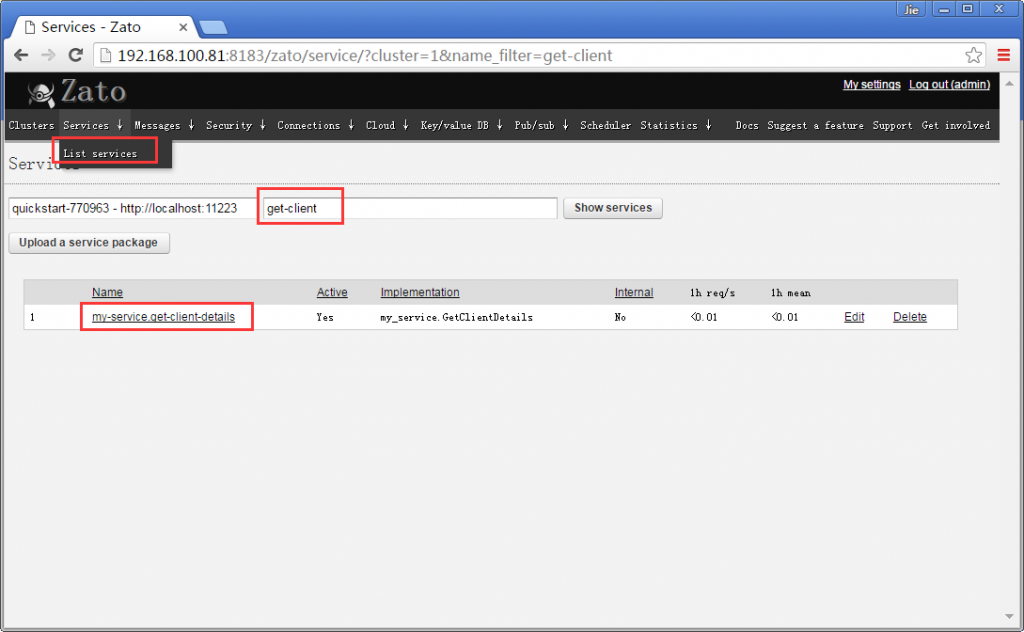 Jie
Services - Zato
192.168.100.81:8183/zato/service/?cluster=1&name_filter=get-client
Zato
My settings Log out (admin)
Clusters Services ↓ Messages ↓ Security ↓ Connections ↓ Cloud ↓ Key/value DB ↓ Pub/sub ↓ Scheduler Statistics ↓ Docs Suggest a feature Support Get involved
List services
Services
quickstart-770963 - http://localhost:11223 get-client Show services
Upload a service package
Name Active Implementation Internal 1h req/s 1h mean
1 my-service.get-client-details Yes my_service.GetClientDetails No <0.01 <0.01 Edit Delete